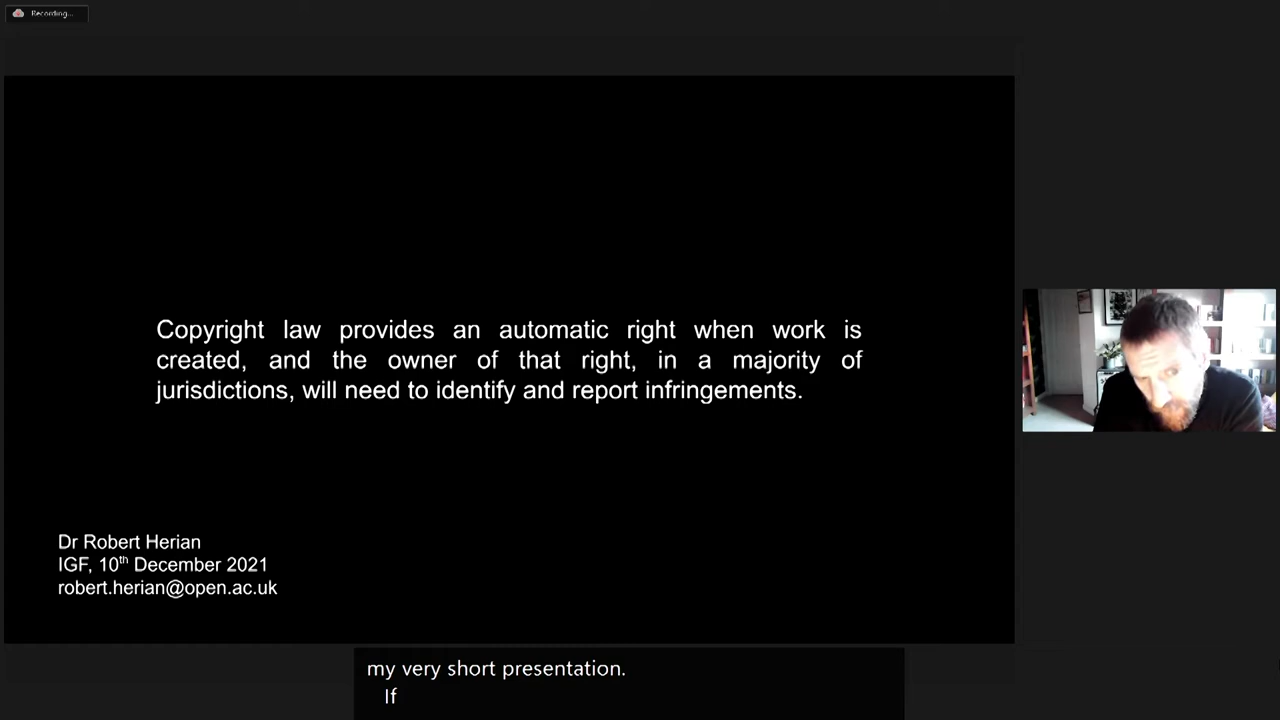 Recording...
Copyright law provides an automatic right when work is
created, and the owner of that right, in a majority of
jurisdictions, will need to identify and report infringements.
Dr Robert Herian
IGF, 10th December 2021
robert.herian@open.ac.uk
my very short presentation.
If